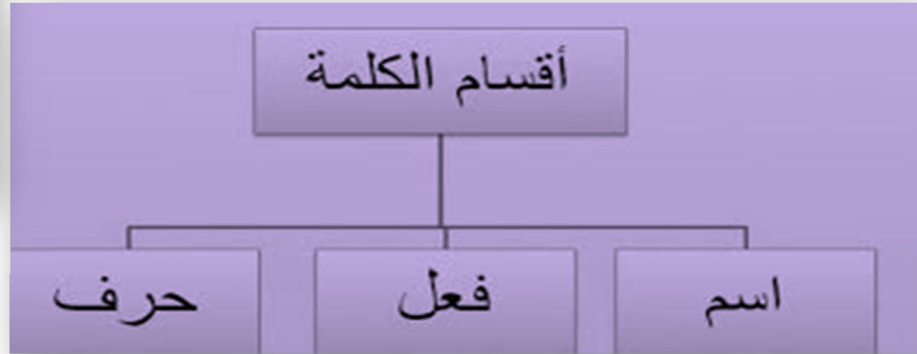 أقسام الكلمة
اسم
فعل
حرف